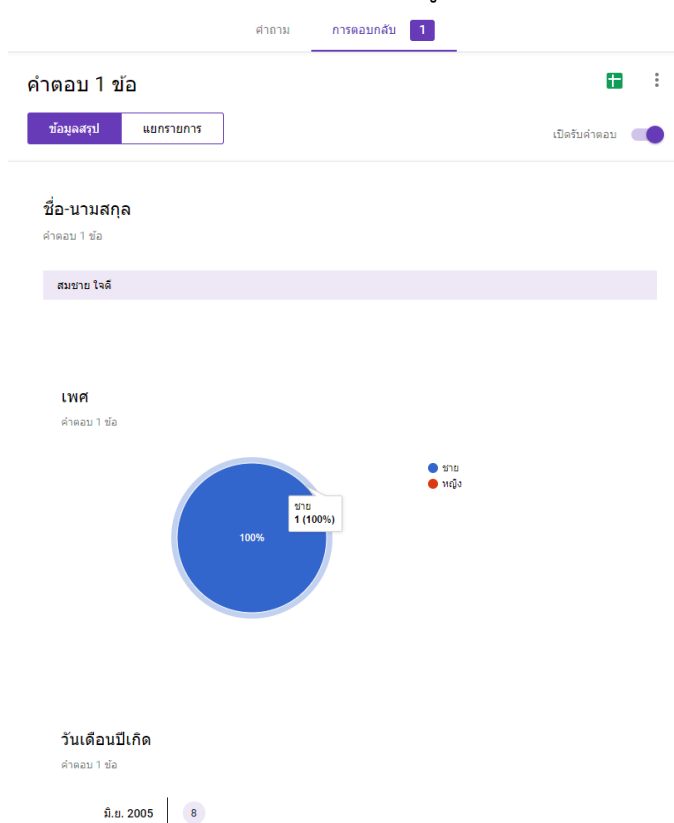 คำถาม การตอบกลับ 1
คำตอบ 1 ข้อ
ข้อมูลสรุป แยกรายการ
เปิดรับคำตอบ
ชื่อ-นามสกุล
คำตอบ 1 ข้อ
สมชาย ใจดี
เพศ
คำตอบ 1 ข้อ
ชาย
หญิง
ชาย
1 (100%)
100%
วันเดือนปีเกิด
คำตอบ 1 ข้อ
มิ.ย. 2005 8